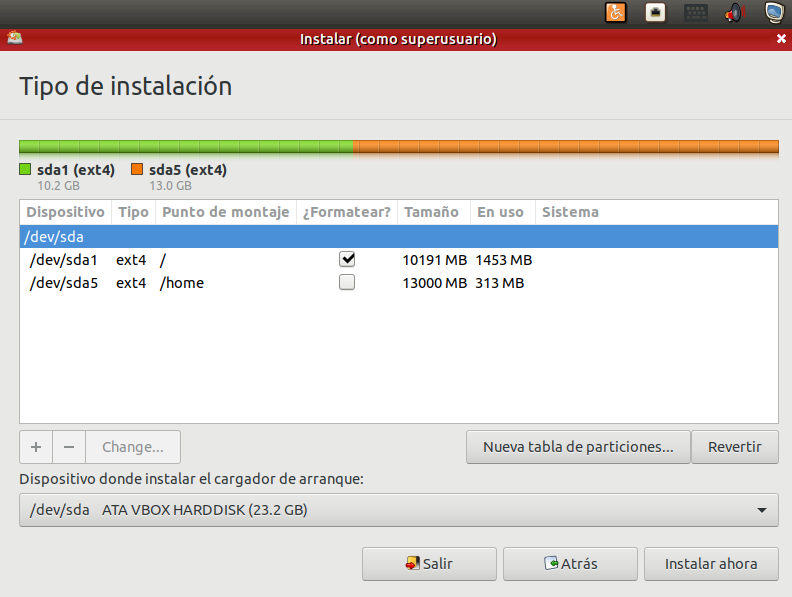 Instalar (como superusuario)
Tipo de instalación
sda1 (ext4) sda5 (ext4)
10.2 GB 13.0 GB
Dispositivo Tipo Punto de montaje ¿Formatear? Tamaño En uso Sistema
/dev/sda
/dev/sda1 ext4 / 10191 MB 1453 MB
/dev/sda5 ext4 /home 13000 MB 313 MB
+ − Change... Nueva tabla de particiones... Revertir
Dispositivo donde instalar el cargador de arranque:
/dev/sda ATA VBOX HARDDISK (23.2 GB)
Salir Atrás Instalar ahora